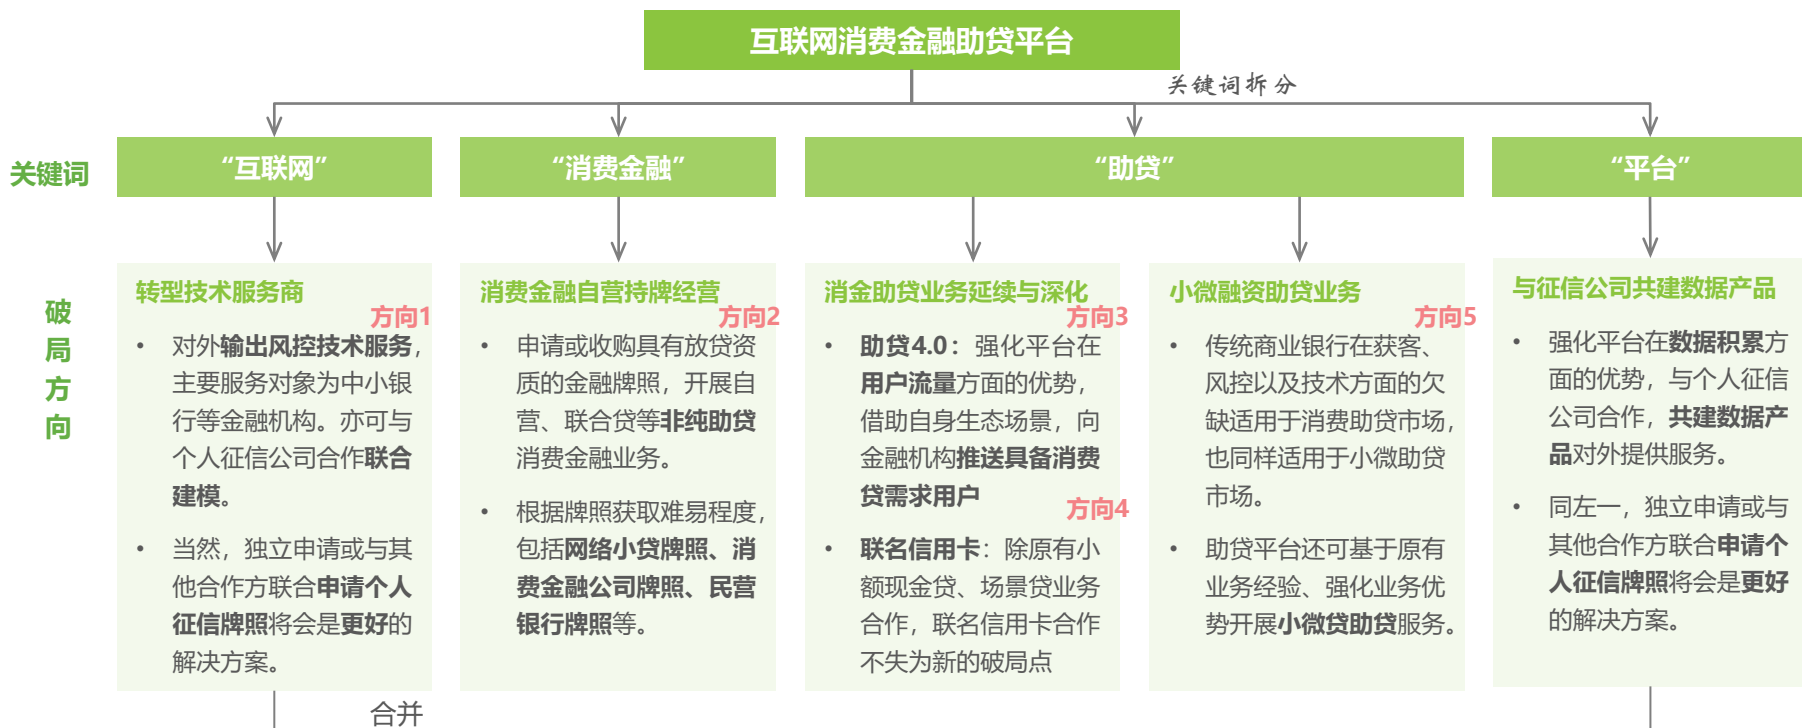 互联网消费金融助贷平台
关键词拆分
关键词
“互联网”
“消费金融”
“助贷”
“平台”
破
局
方
向
转型技术服务商
方向1
• 对外输出风控技术服务，
主要服务对象为中小银
行等金融机构。亦可与
个人征信公司合作联合
建模。
• 当然，独立申请或与其
他合作方联合申请个人
征信牌照将会是更好的
解决方案。
消费金融自营持牌经营
方向2
• 申请或收购具有放贷资
质的金融牌照，开展自
营、联合贷等非纯助贷
消费金融业务。
• 根据牌照获取难易程度，
包括网络小贷牌照、消
费金融公司牌照、民营
银行牌照等。
消金助贷业务延续与深化
方向3
• 助贷4.0：强化平台在
用户流量方面的优势，
借助自身生态场景，向
金融机构推送具备消费
贷需求用户
方向4
• 联名信用卡：除原有小
额现金贷、场景贷业务
合作，联名信用卡合作
不失为新的破局点
小微融资助贷业务
方向5
• 传统商业银行在获客、
风控以及技术方面的欠
缺适用于消费助贷市场，
也同样适用于小微助贷
市场。
• 助贷平台还可基于原有
业务经验、强化业务优
势开展小微贷助贷服务。
与征信公司共建数据产品
• 强化平台在数据积累方
面的优势，与个人征信
公司合作，共建数据产
品对外提供服务。
• 同左一，独立申请或与
其他合作方联合申请个
人征信牌照将会是更好
的解决方案。
合并